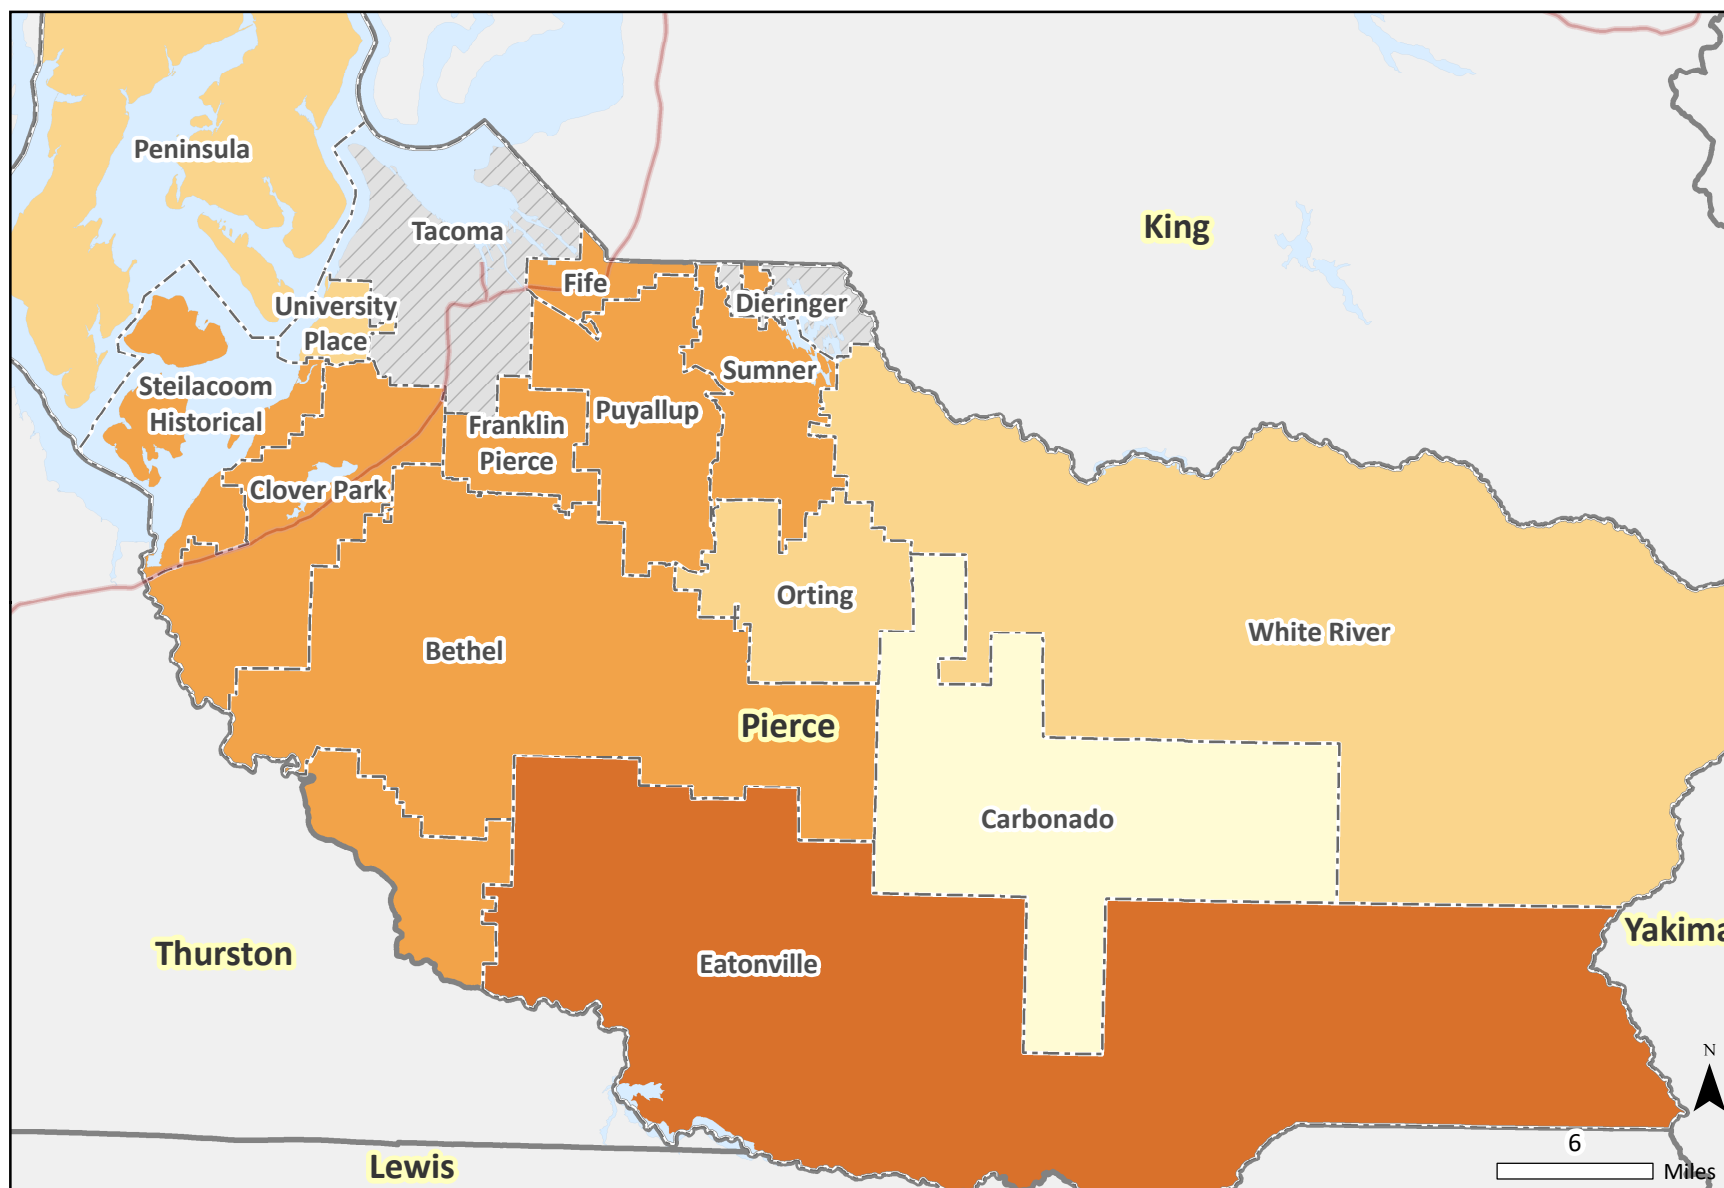 Peninsula
Tacoma
King
Fife
Dieringer
University
Place
Sumner
Steilacoom
Historical
Puyallup
Franklin
Pierce
Clover Park
Orting
White River
Bethel
Pierce
Carbonado
Thurston
Yakima
Eatonville
N
6
Miles
Lewis